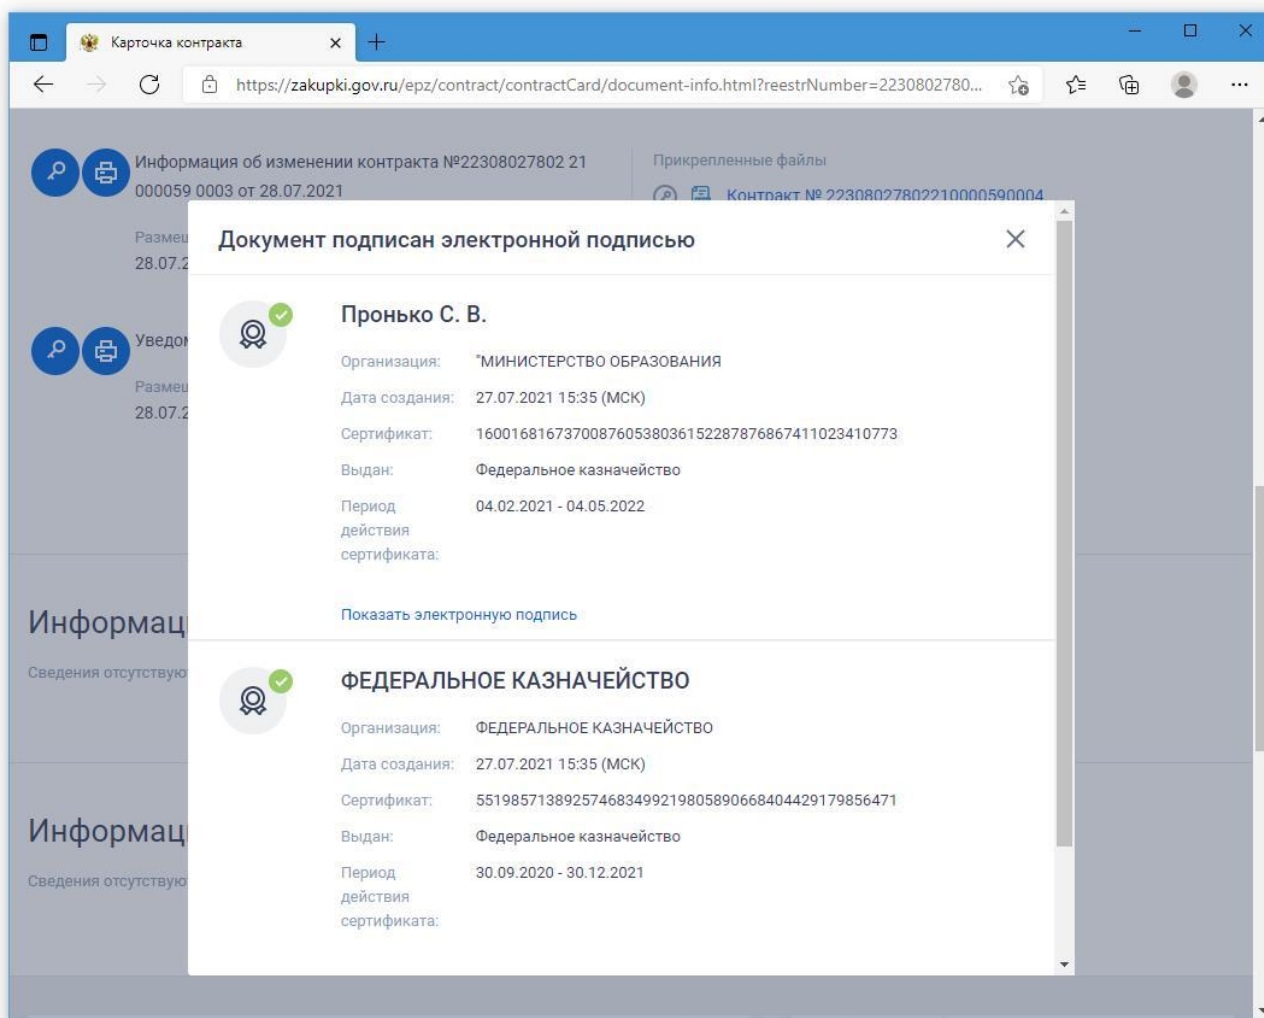 Карточка контракта
https://zakupki.gov.ru/epz/contract/contractCard/document-info.html?reestrNumber=2230802780...
Информация об изменении контракта №22308027802 21
000059 0003 от 28.07.2021
Прикрепленные файлы
Контракт № 22308027802210000590004
28.07.2
Документ подписан электронной подписью
Пронько С. В.
Организация: "МИНИСТЕРСТВО ОБРАЗОВАНИЯ
Дата создания: 27.07.2021 15:35 (МСК)
Сертификат: 160016816737008760538036152287876867411023410773
Выдан: Федеральное казначейство
Период 04.02.2021 - 04.05.2022
действия
сертификата:
Показать электронную подпись
28.07.2
ФЕДЕРАЛЬНОЕ КАЗНАЧЕЙСТВО
Организация: ФЕДЕРАЛЬНОЕ КАЗНАЧЕЙСТВО
Дата создания: 27.07.2021 15:35 (МСК)
Сертификат: 551985713892574683499219805890668404429179856471
Выдан: Федеральное казначейство
Период 30.09.2020 - 30.12.2021
действия
сертификата:
Информац
Сведения отсутствую
Информац
Сведения отсутствую